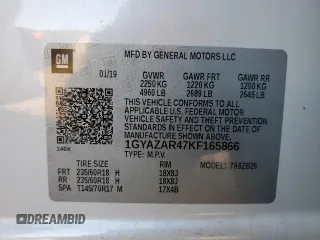 GM
MFD BY GENERAL MOTORS LLC
01/19
GVWR GAWR FRT GAWR RR
2250 KG 1220 KG 1200 KG
4960 LB 2689 LB 2645 LB
THIS VEHICLE CONFORMS TO ALL APPLICABLE
U.S. FEDERAL MOTOR VEHICLE SAFETY, BUMPER,
AND THEFT PREVENTION STANDARDS IN EFFECT
ON THE DATE OF MANUFACTURE SHOWN ABOVE.
1GYAZAR47KF165866
TYPE: M.P.V.
140X
MODEL:
TIRE SIZE RIM
FRT 235/60R18 H 18X8J
RR 235/60R18 H 18X8J
SPA T145/70R17 M 17X4B
DREAMBID